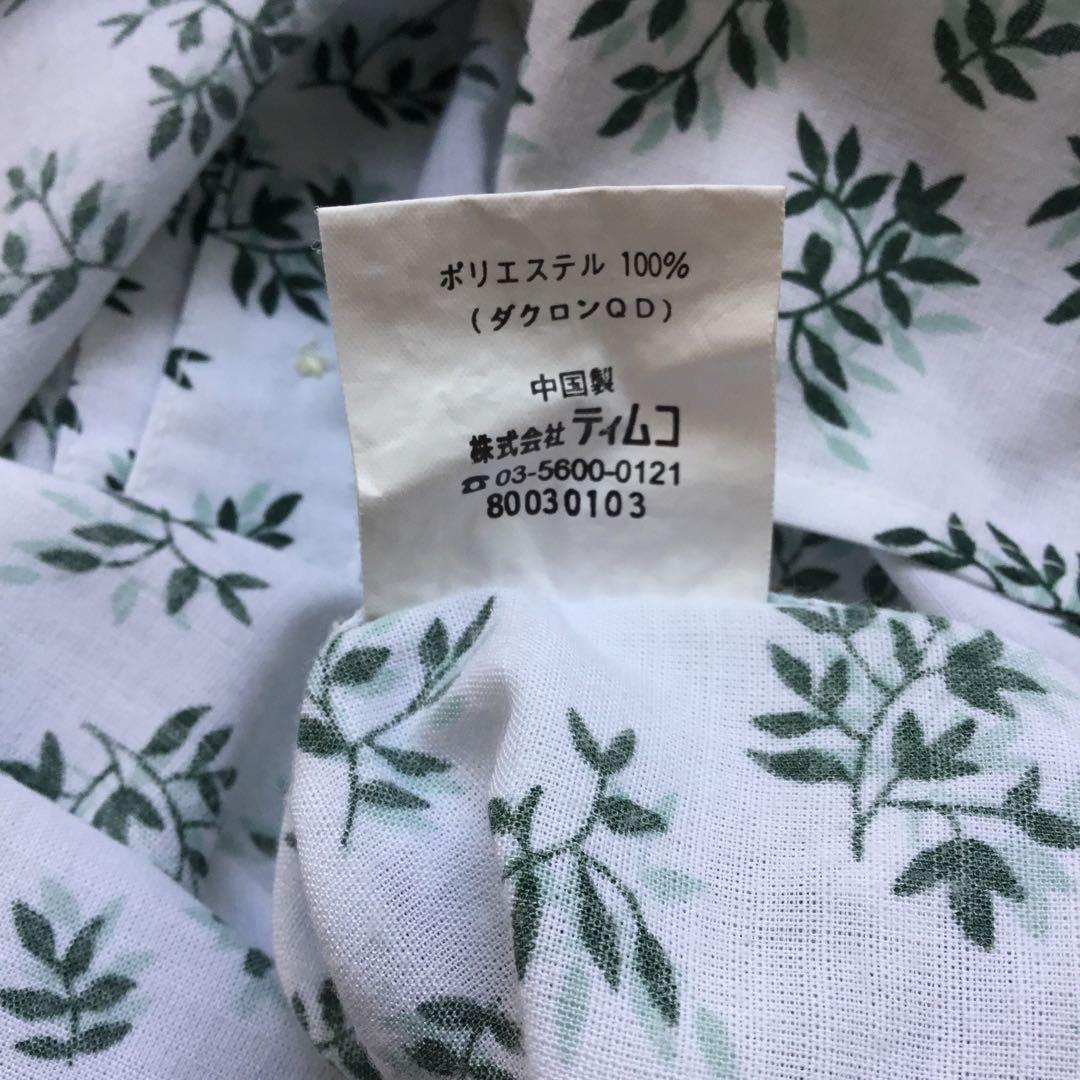 ポリエステル 100%
(ダクロンQD)
中国製
株式会社 ティムコ
☎ 03-5600-0121
80030103